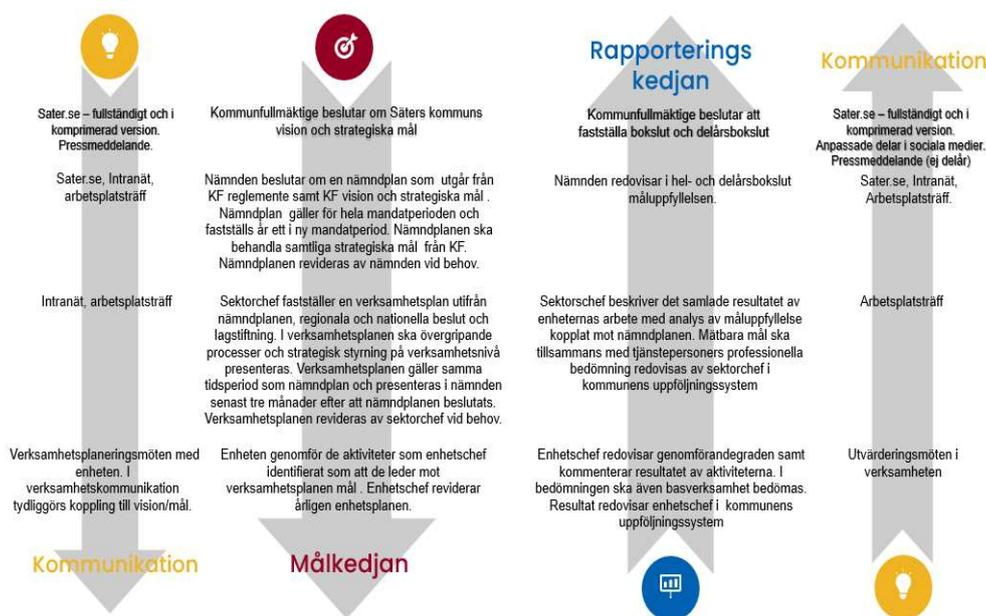 Sater.se – fullständigt och i
komprimerad version.
Pressmeddelande.
Sater.se, Intranät,
arbetsplatsträff
Intranät, arbetsplatsträff
Verksamhetsplaneringsmöten med
enheten. I
verksamhetskommunikation
tydliggörs koppling till vision/mål.
Kommunikation
Kommunfullmäktige beslutar om Säters kommuns
vision och strategiska mål
Nämnden beslutar om en nämndplan som utgår från
KF reglemente samt KF vision och strategiska mål .
Nämndplan gäller för hela mandatperioden och
fastställs år ett i ny mandatperiod. Nämndplanen ska
behandla samtliga strategiska mål från KF.
Nämndplanen revideras av nämnden vid behov.
Sektorchef fastställer en verksamhetsplan utifrån
nämndplanen, regionala och nationella beslut och
lagstiftning. I verksamhetsplanen ska övergripande
processer och strategisk styrning på verksamhetsnivå
presenteras. Verksamhetsplanen gäller samma
tidsperiod som nämndplan och presenteras i nämnden
senast tre månader efter att nämndplanen beslutats.
Verksamhetsplanen revideras av sektorchef vid behov.
Enheten genomför de aktiviteter som enhetschef
identifierat som att de leder mot
verksamhetsplanen mål . Enhetschef reviderar
årligen enhetsplanen.
Målkedjan
Rapporterings
kedjan
Kommunfullmäktige beslutar att
fastställa bokslut och delårsbokslut
Nämnden redovisar i hel- och delårsbokslut
måluppfyllelsen.
Sektorschef beskriver det samlade resultatet av
enheternas arbete med analys av måluppfyllelse
kopplat mot nämndplanen. Mätbara mål ska
tillsammans med tjänstepersoners professionella
bedömning redovisas av sektorchef i
kommunens uppföljningssystem
Enhetschef redovisar genomförandegraden samt
kommenterar resultatet av aktiviteterna. I
bedömningen ska även basverksamhet bedömas.
Resultat redovisar enhetschef i kommunens
uppföljningssystem
Kommunikation
Sater.se – fullständigt och i
komprimerad version.
Anpassade delar i sociala medier.
Pressmeddelande (ej delår)
Sater.se, Intranät,
Arbetsplatsträff.
Arbetsplatsträff
Utvärderingsmöten i
verksamheten